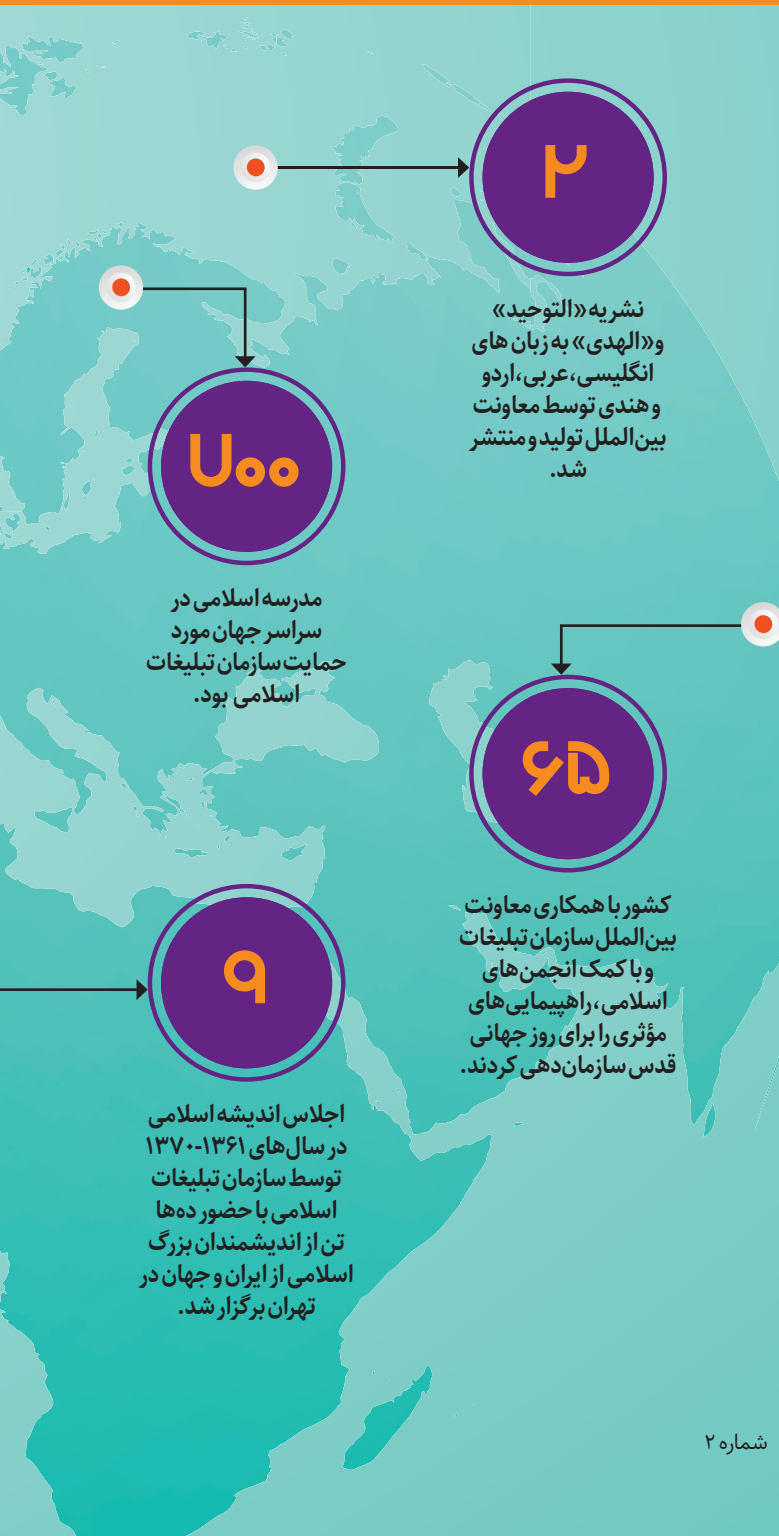 ۲
نشریه «التوحید»
و «الهدی» به زبان های
انگلیسی، عربی، اردو
و هندی توسط معاونت
بین‌الملل تولید و منتشر
شد.
۷۰۰
مدرسه اسلامی در
سراسر جهان مورد
حمایت سازمان تبلیغات
اسلامی بود.
۶۵
کشور با همکاری معاونت
بین‌الملل سازمان تبلیغات
و با کمک انجمن‌های
اسلامی، راهپیمایی‌های
مؤثری را برای روز جهانی
قدس سازمان‌دهی کردند.
۹
اجلاس اندیشه اسلامی
در سال‌های ۱۳۶۱-۱۳۷۰
توسط سازمان تبلیغات
اسلامی با حضور ده‌ها
تن از اندیشمندان بزرگ
اسلامی از ایران و جهان در
تهران برگزار شد.
شماره ۲